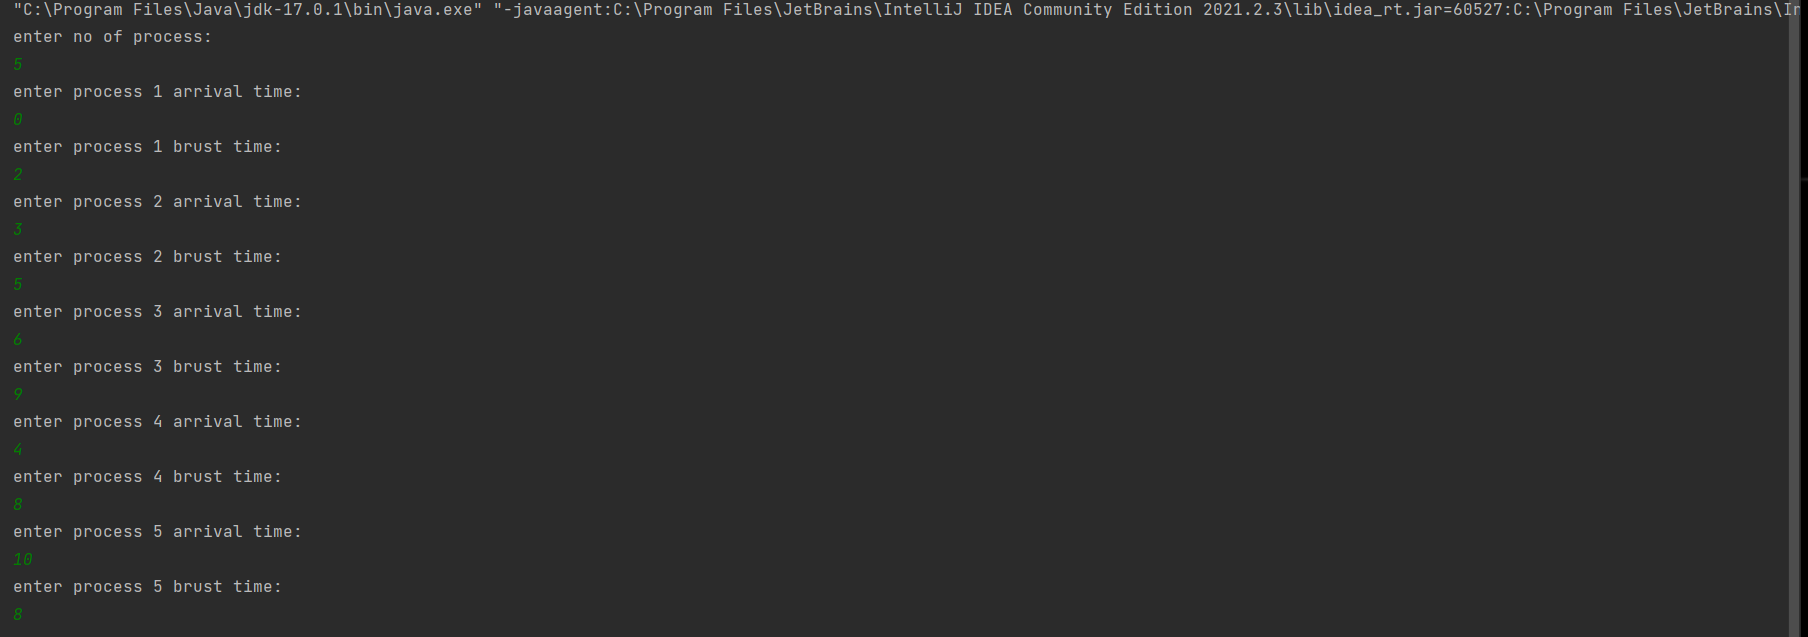 "C:\Program Files\Java\jdk-17.0.1\bin\java.exe" "-javaagent:C:\Program Files\JetBrains\IntelliJ IDEA Community Edition 2021.2.3\lib\idea_rt.jar=60527:C:\Program Files\JetBrains\In
enter no of process:
5
enter process 1 arrival time:
0
enter process 1 brust time:
2
enter process 2 arrival time:
3
enter process 2 brust time:
5
enter process 3 arrival time:
6
enter process 3 brust time:
9
enter process 4 arrival time:
4
enter process 4 brust time:
8
enter process 5 arrival time:
10
enter process 5 brust time:
8